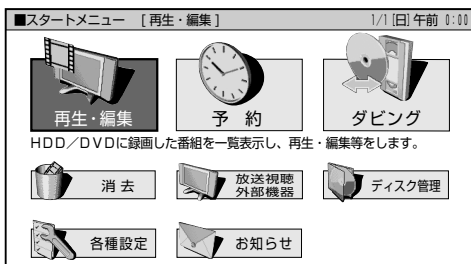 ■スタートメニュー　[再生・編集]　1/1 [日] 午前 0:00
再生・編集　予 約　ダビング
HDD／DVDに録画した番組を一覧表示し、再生・編集等をします。
消 去　放送視聴　ディスク管理
外部機器
各種設定　お知らせ